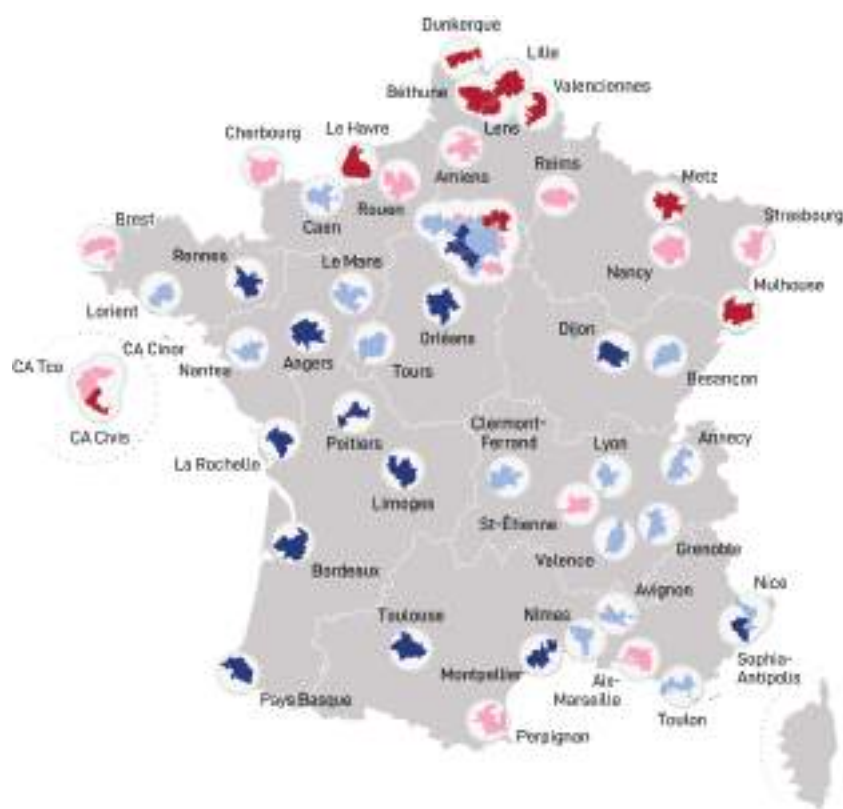 Dunkerque
Lille
Béthune
Valenciennes
Lens
Cherbourg
Le Havre
Amiens
Reims
Metz
Rouen
Caen
Strasbourg
Brest
Rennes
Le Mans
Nancy
Lorient
Mulhouse
Orléans
Dijon
CA Cinor
Nantes
Angers
Tours
Besançon
CA Tco
CA Civis
Poitiers
Clermont-
Ferrand
Lyon
Annecy
La Rochelle
Limoges
St-Étienne
Valence
Grenoble
Bordeaux
Avignon
Nice
Toulouse
Nîmes
Montpellier
Sophia-
Antipolis
Aix-
Marseille
Pays Basque
Toulon
Perpignan